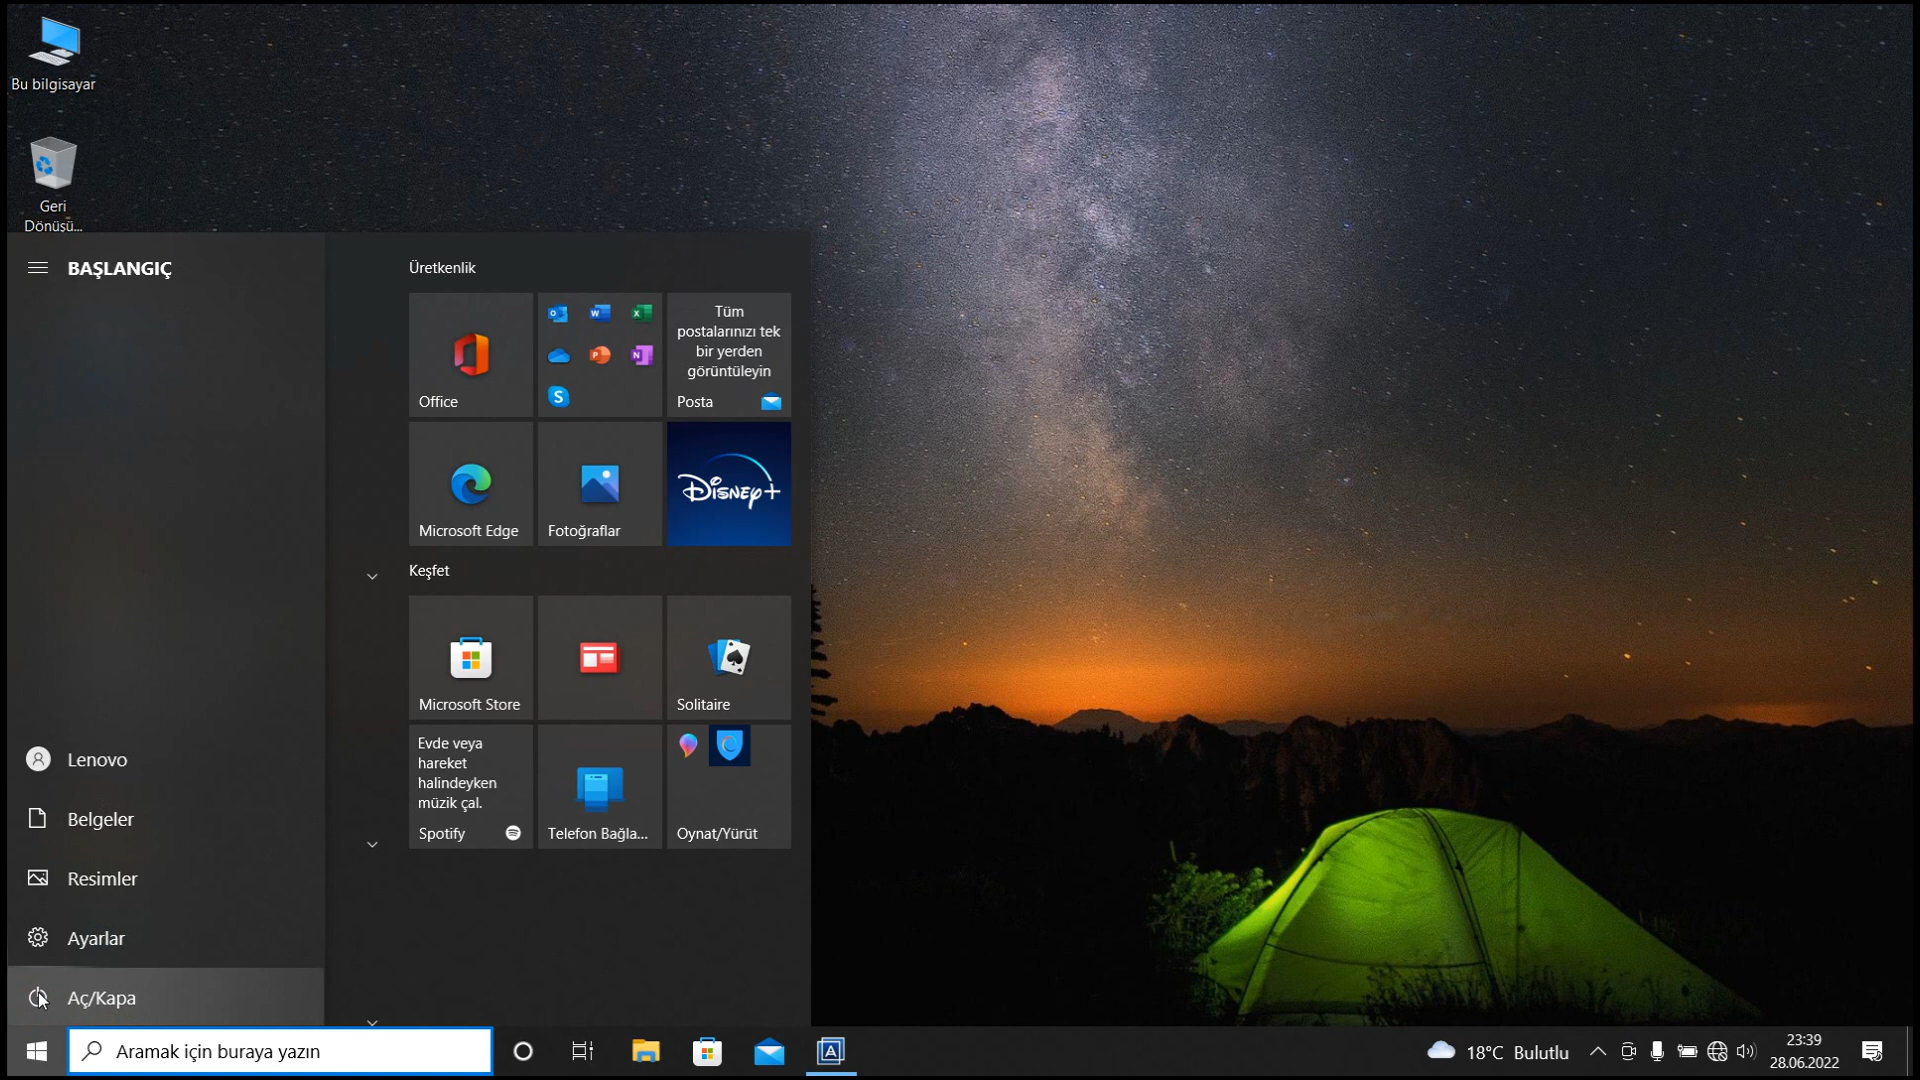 Bu bilgisayar
Geri
Dönüşü...
BAŞLANGIÇ
Lenovo
Belgeler
Resimler
Ayarlar
Aç/Kapa
Üretkenlik
Office
Tüm
postalarınızı tek
bir yerden
görüntüleyin
Posta
Microsoft Edge
Fotoğraflar
Disney+
Keşfet
Microsoft Store
Solitaire
Evde veya
hareket
halindeyken
müzik çal.
Spotify
Telefon Bağla...
Oynat/Yürüt
Aramak için buraya yazın
18°C Bulutlu
23:39
28.06.2022